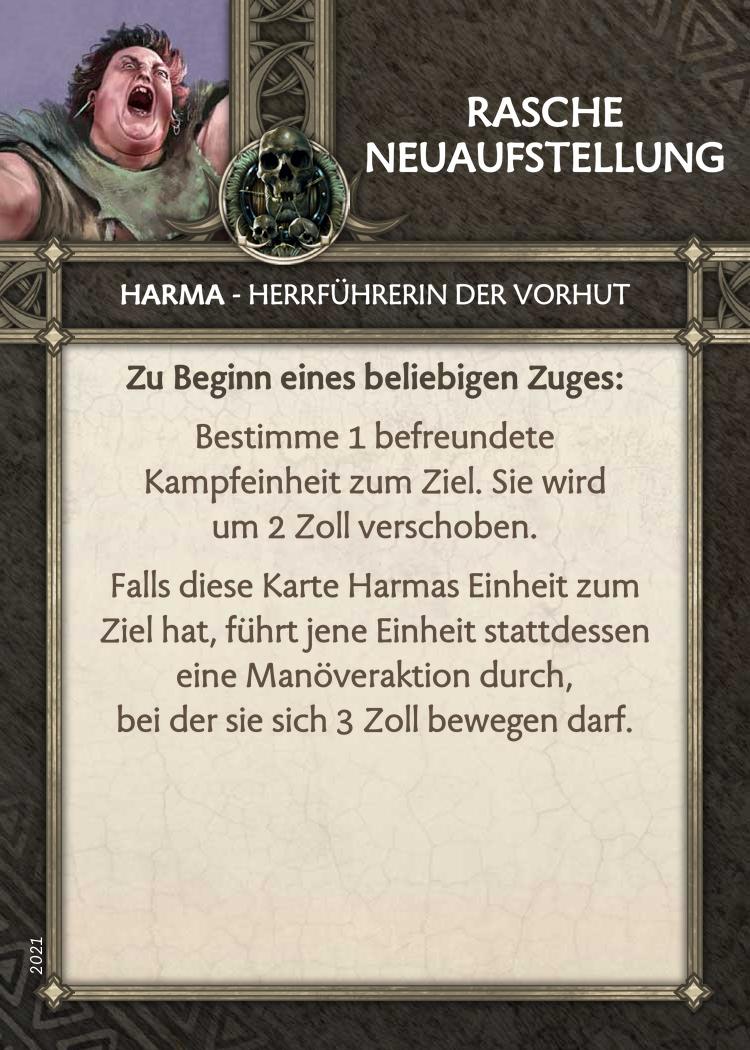 RASCHE
NEUAUFSTELLUNG
HARMA - HERRFÜHRERIN DER VORHUT
Zu Beginn eines beliebigen Zuges:
Bestimme 1 befreundete
Kampfeinheit zum Ziel. Sie wird
um 2 Zoll verschoben.
Falls diese Karte Harmas Einheit zum
Ziel hat, führt jene Einheit stattdessen
eine Manöveraktion durch,
bei der sie sich 3 Zoll bewegen darf.
2021